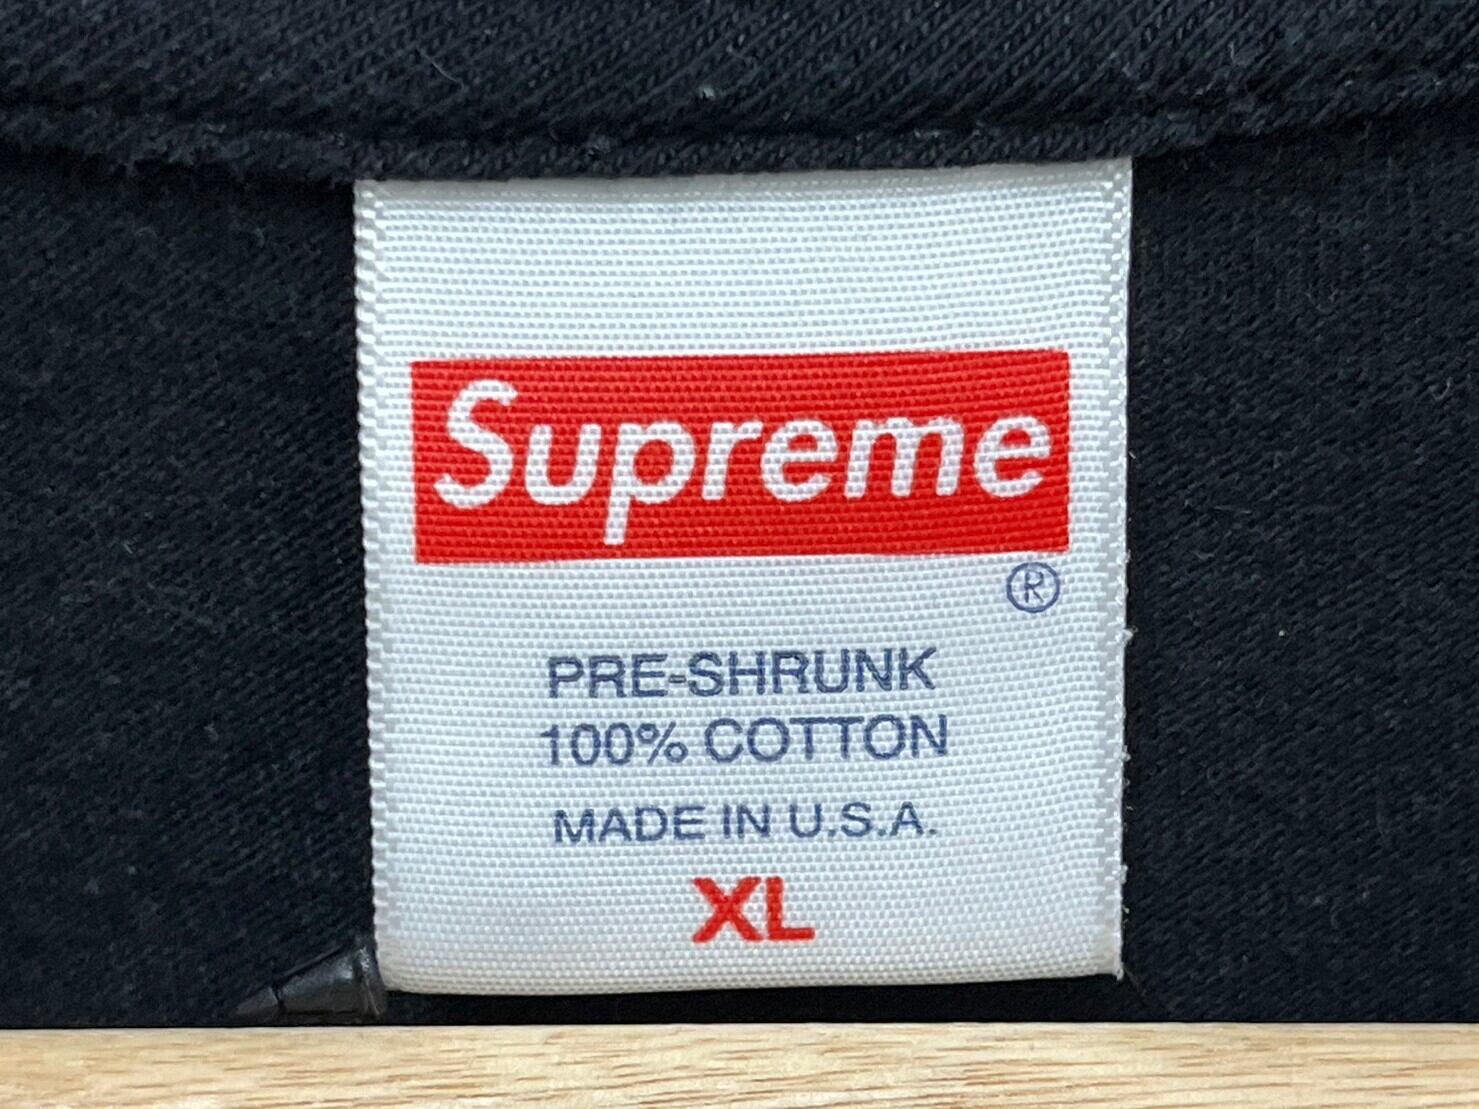 Supreme
®
PRE-SHRUNK
100% COTTON
MADE IN U.S.A.
XL